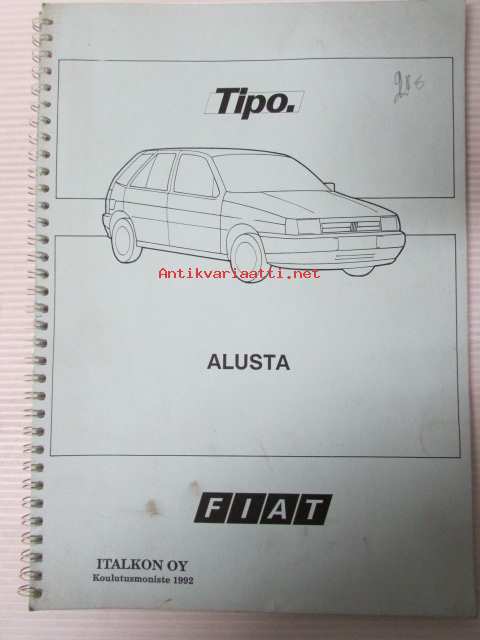 Tipo.
Antikvariaatti.net
ALUSTA
FIAT
ITALKON OY
Koulutusmoniste 1992